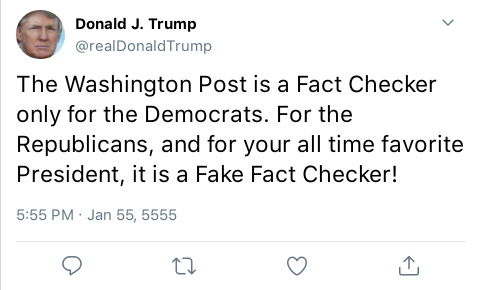 Donald J. Trump
@realDonaldTrump
The Washington Post is a Fact Checker
only for the Democrats. For the
Republicans, and for your all time favorite
President, it is a Fake Fact Checker!
5:55 PM · Jan 55, 5555